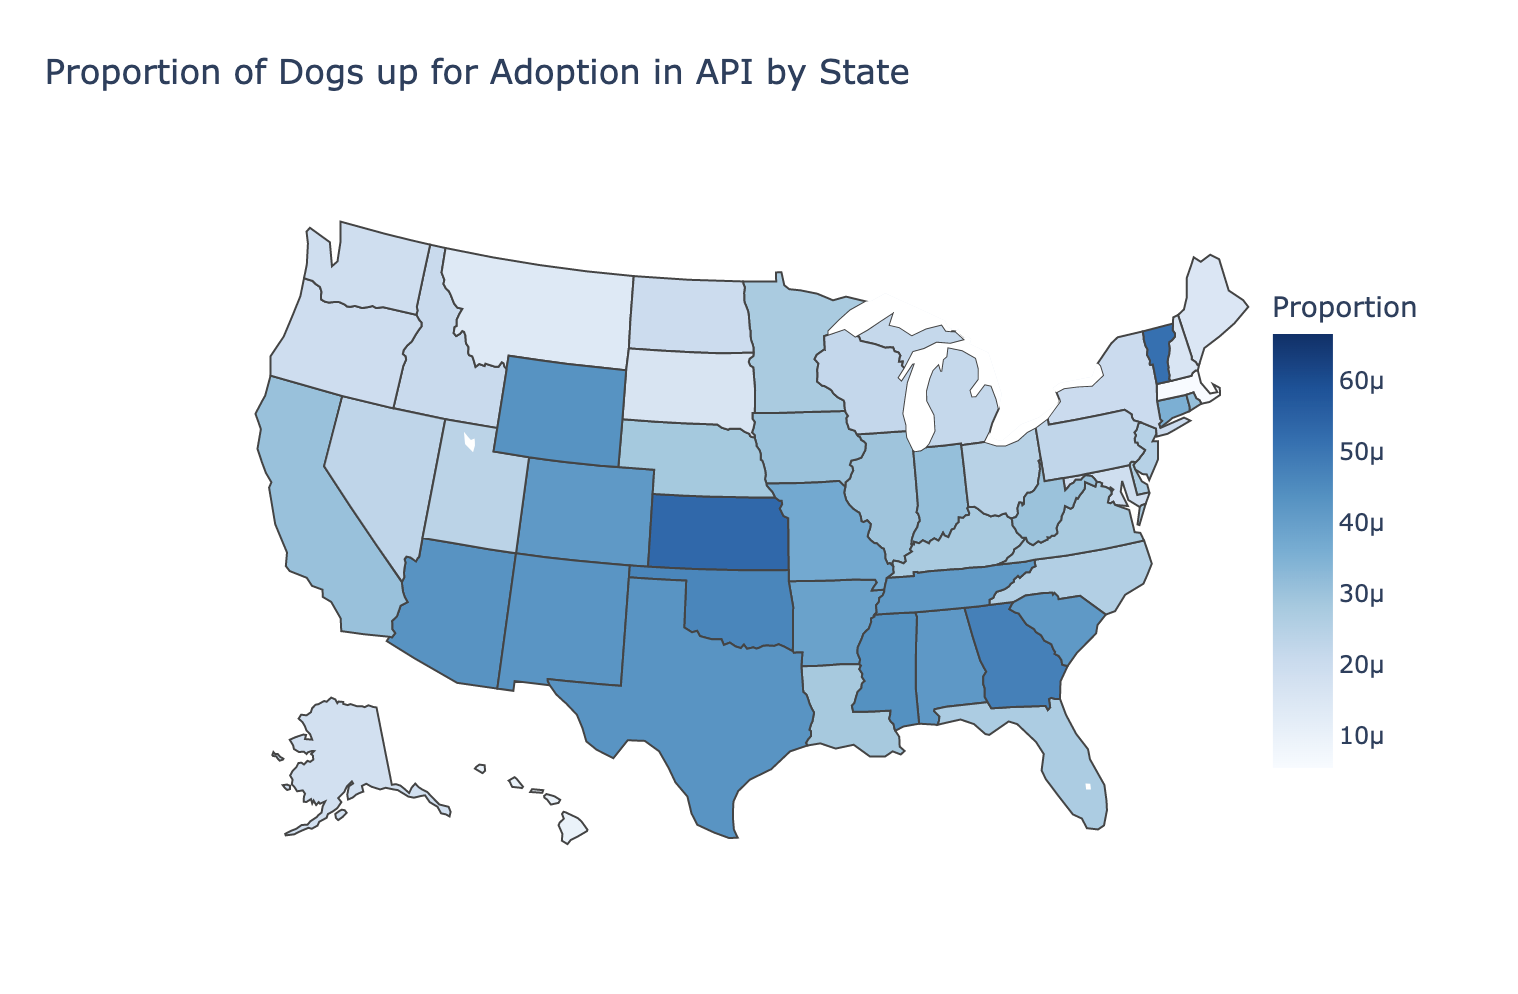 Proportion of Dogs up for Adoption in API by State
Proportion
60μ
50μ
40μ
30μ
20μ
10μ